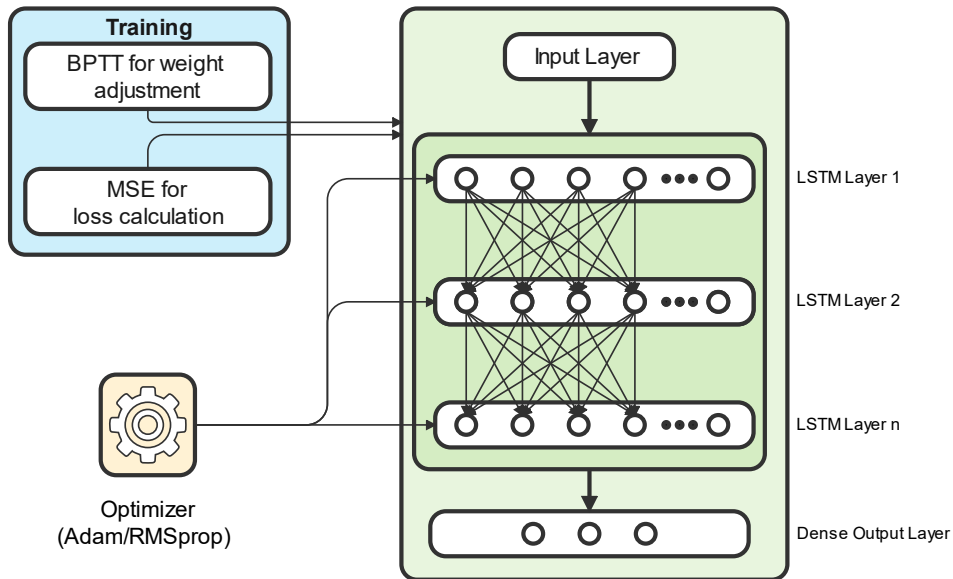 Training
BPTT for weight
adjustment
MSE for
loss calculation
Input Layer
LSTM Layer 1
LSTM Layer 2
LSTM Layer n
Optimizer
(Adam/RMSprop)
Dense Output Layer